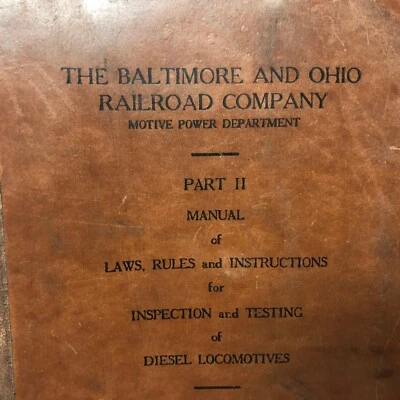 THE BALTIMORE AND OHIO
RAILROAD COMPANY
MOTIVE POWER DEPARTMENT
PART II
MANUAL
of
LAWS, RULES and INSTRUCTIONS
for
INSPECTION and TESTING
of
DIESEL LOCOMOTIVES